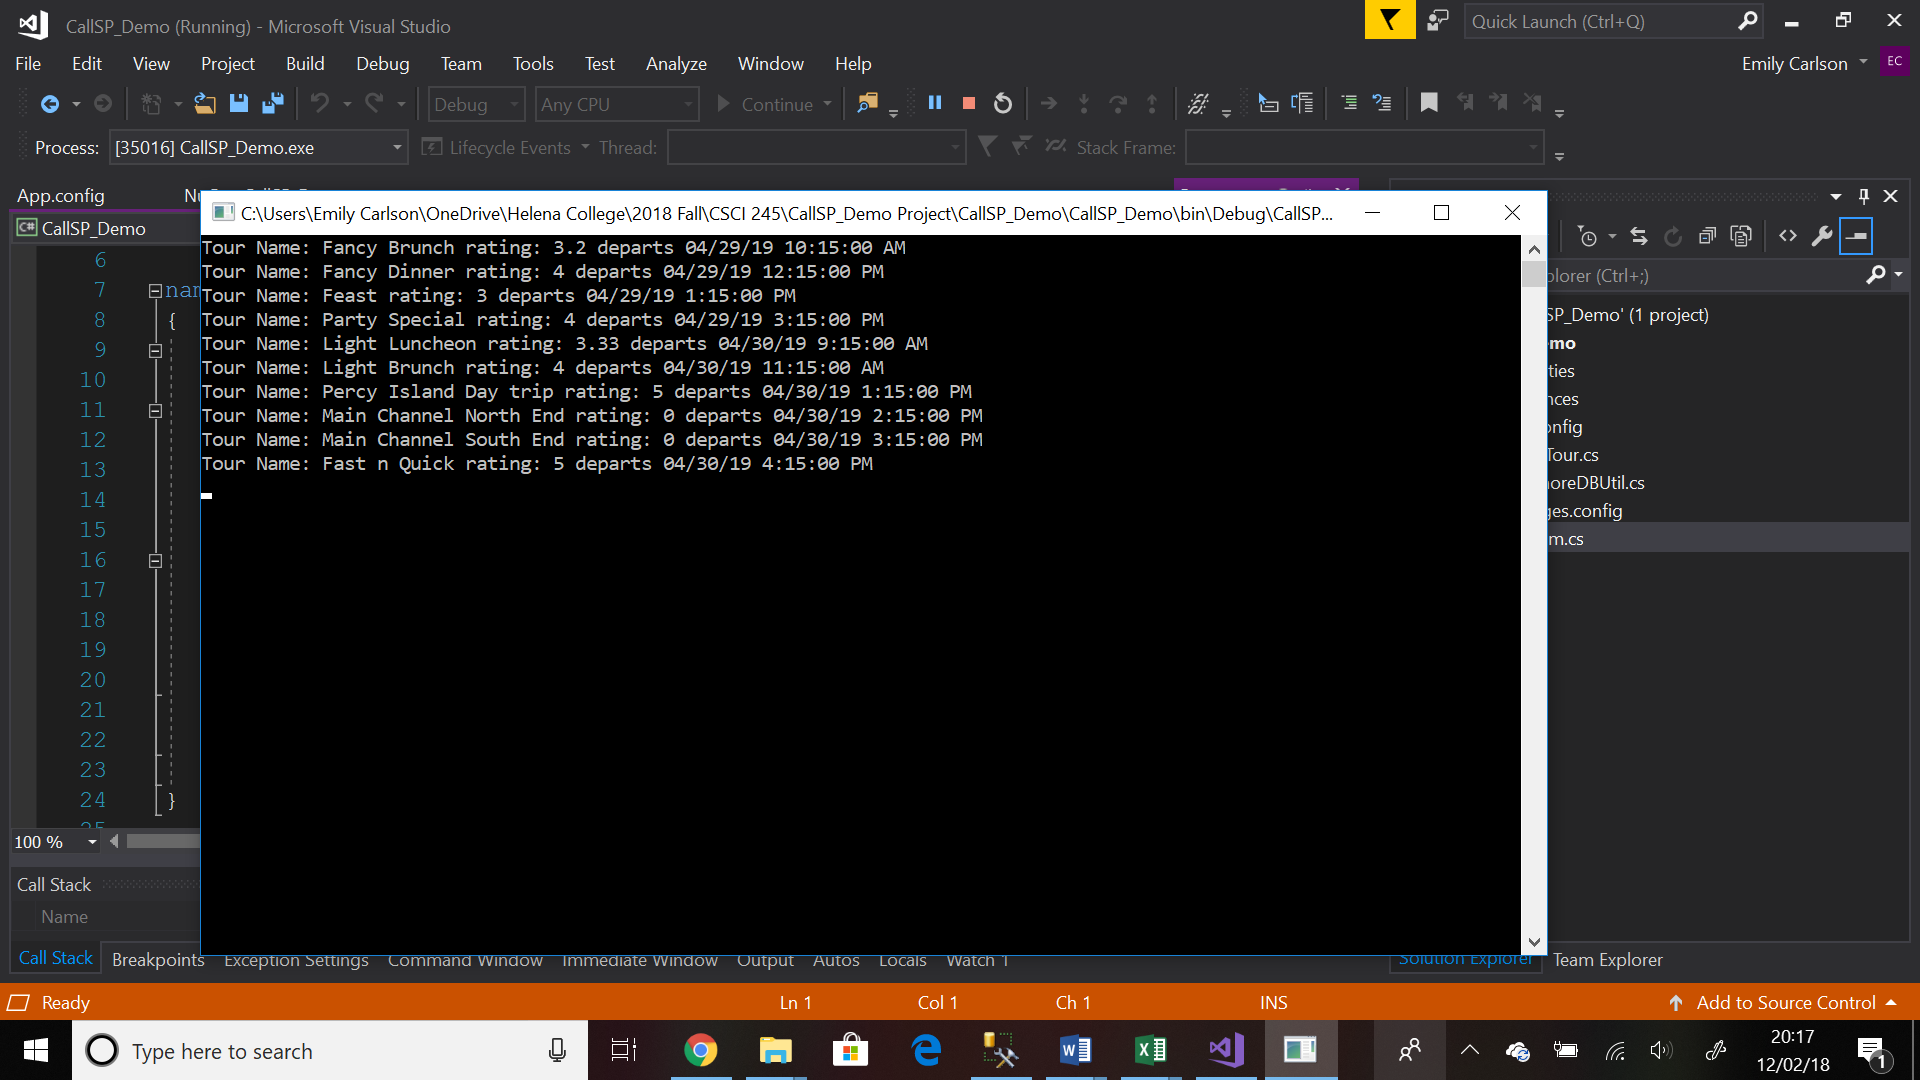 CallSP_Demo (Running) - Microsoft Visual Studio
Quick Launch (Ctrl+Q)
File Edit View Project Build Debug Team Tools Test Analyze Window Help
Emily Carlson EC
Debug Any CPU Continue
Process: [35016] CallSP_Demo.exe Lifecycle Events Thread: Stack Frame:
App.config
C:\Users\Emily Carlson\OneDrive\Helena College\2018 Fall\CSCI 245\CallSP_Demo Project\CallSP_Demo\CallSP_Demo\bin\Debug\CallSP...
C# CallSP_Demo
Tour Name: Fancy Brunch rating: 3.2 departs 04/29/19 10:15:00 AM
Tour Name: Fancy Dinner rating: 4 departs 04/29/19 12:15:00 PM
Tour Name: Feast rating: 3 departs 04/29/19 1:15:00 PM
Tour Name: Party Special rating: 4 departs 04/29/19 3:15:00 PM
Tour Name: Light Luncheon rating: 3.33 departs 04/30/19 9:15:00 AM
Tour Name: Light Brunch rating: 4 departs 04/30/19 11:15:00 AM
Tour Name: Percy Island Day trip rating: 5 departs 04/30/19 1:15:00 PM
Tour Name: Main Channel North End rating: 0 departs 04/30/19 2:15:00 PM
Tour Name: Main Channel South End rating: 0 departs 04/30/19 3:15:00 PM
Tour Name: Fast n Quick rating: 5 departs 04/30/19 4:15:00 PM
6
7 nam
8 {
9
10
11
12
13
14
15
16
17
18
19
20
21
22
23
24 }
25
plorer (Ctrl+;)
SP_Demo' (1 project)
emo
ties
nces
onfig
Tour.cs
noreDBUtil.cs
ges.config
m.cs
100 %
Call Stack
Name
Call Stack Breakpoints Exception Settings Command Window Immediate Window Output Autos Locals Watch 1
Solution Explorer Team Explorer
Ready Ln 1 Col 1 Ch 1 INS Add to Source Control
Type here to search
20:17
12/02/18
1